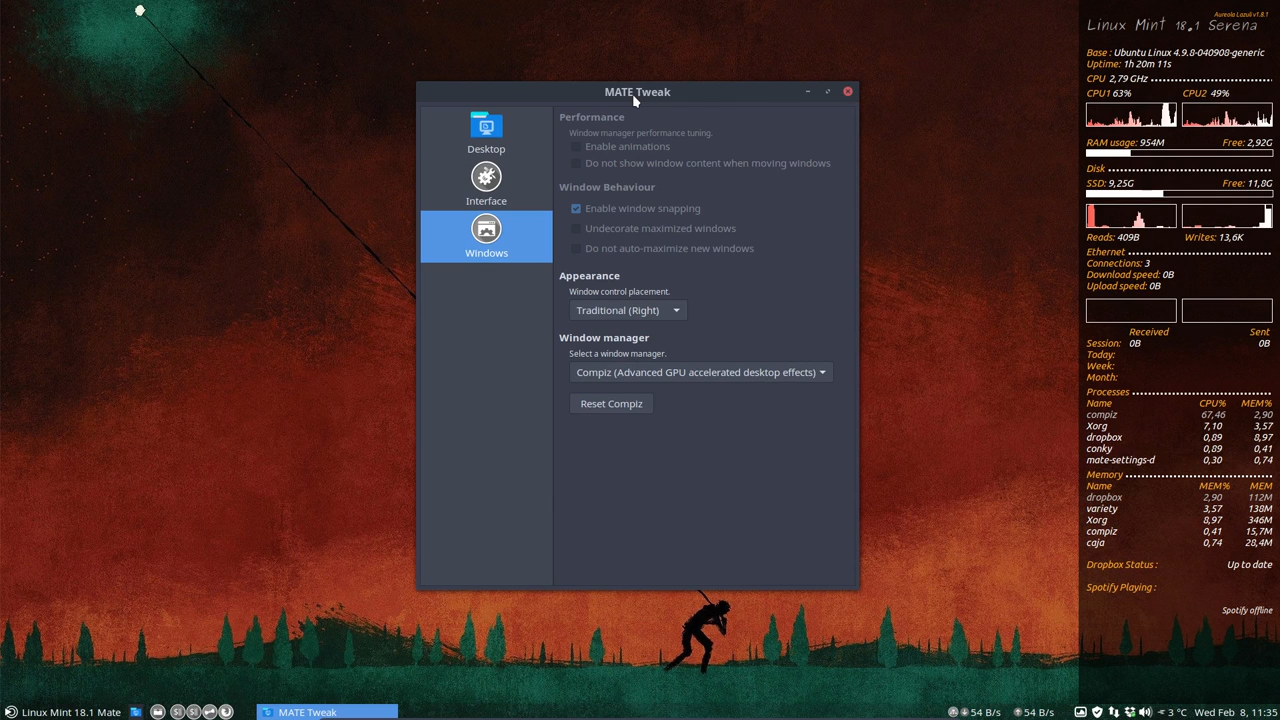 MATE Tweak
Desktop
Interface
Windows
Performance
Window manager performance tuning.
Enable animations
Do not show window content when moving windows
Window Behaviour
Enable window snapping
Undecorate maximized windows
Do not auto-maximize new windows
Appearance
Window control placement.
Traditional (Right)
Window manager
Select a window manager.
Compiz (Advanced GPU accelerated desktop effects)
Reset Compiz
Aureola Lazuli v1.8.1
Linux Mint 18.1 Serena
Base : Ubuntu Linux 4.9.8-040908-generic
Uptime: 1h 20m 11s
CPU 2,79 GHz
CPU1 63% CPU2 49%
RAM usage: 954M Free: 2,92G
Disk
SSD: 9,25G Free: 11,8G
Reads: 409B Writes: 13,6K
Ethernet
Connections: 3
Download speed: 0B
Upload speed: 0B
Received Sent
Session: 0B 0B
Today:
Week:
Month:
Processes
Name CPU% MEM%
compiz 67,46 2,90
Xorg 7,10 3,57
dropbox 0,89 8,97
conky 0,89 0,41
mate-settings-d 0,30 0,74
Memory
Name MEM% MEM
dropbox 2,90 112M
variety 3,57 138M
Xorg 8,97 346M
compiz 0,41 15,7M
caja 0,74 28,4M
Dropbox Status : Up to date
Spotify Playing :
Spotify offline
Linux Mint 18.1 Mate MATE Tweak 54 B/s 54 B/s 3 °C Wed Feb 8, 11:35